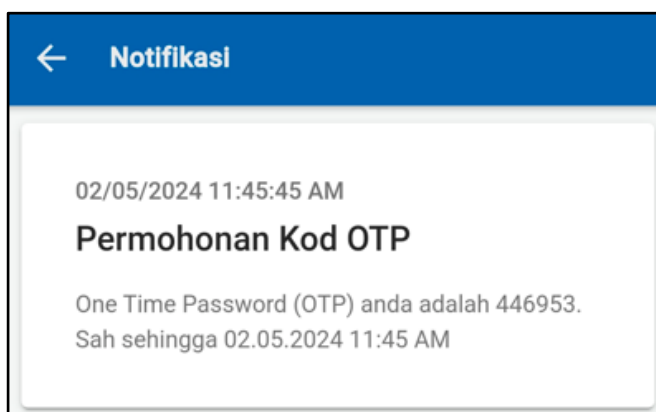 Notifikasi
02/05/2024 11:45:45 AM
Permohonan Kod OTP
One Time Password (OTP) anda adalah 446953.
Sah sehingga 02.05.2024 11:45 AM